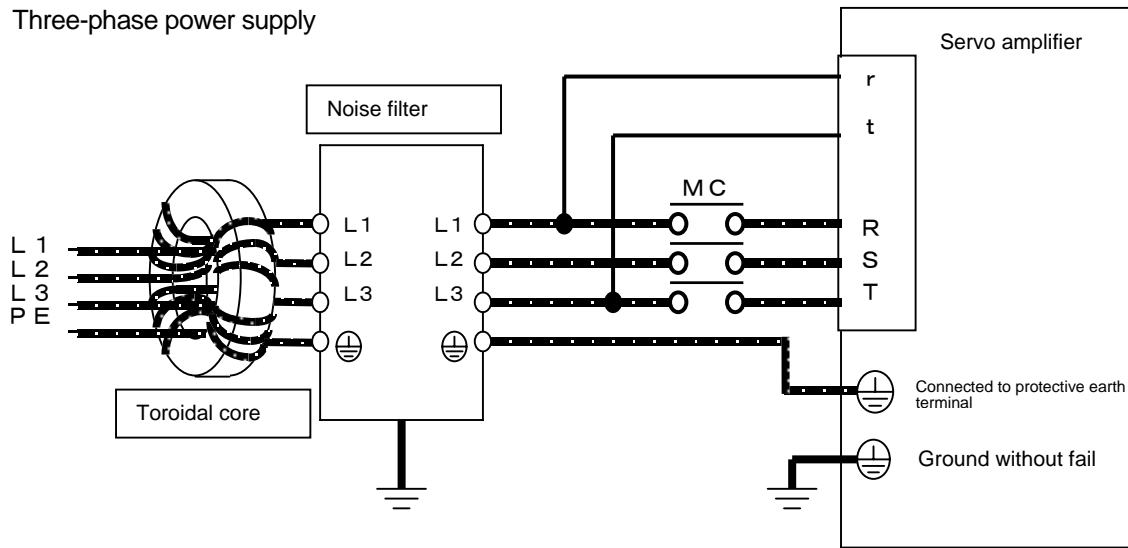 Three-phase power supply
Servo amplifier
r
Noise filter
t
MC
L1 L1 R
L1
L2 L2 S
L2
L3 L3 T
L3
PE
Connected to protective earth
terminal
Toroidal core
Ground without fail